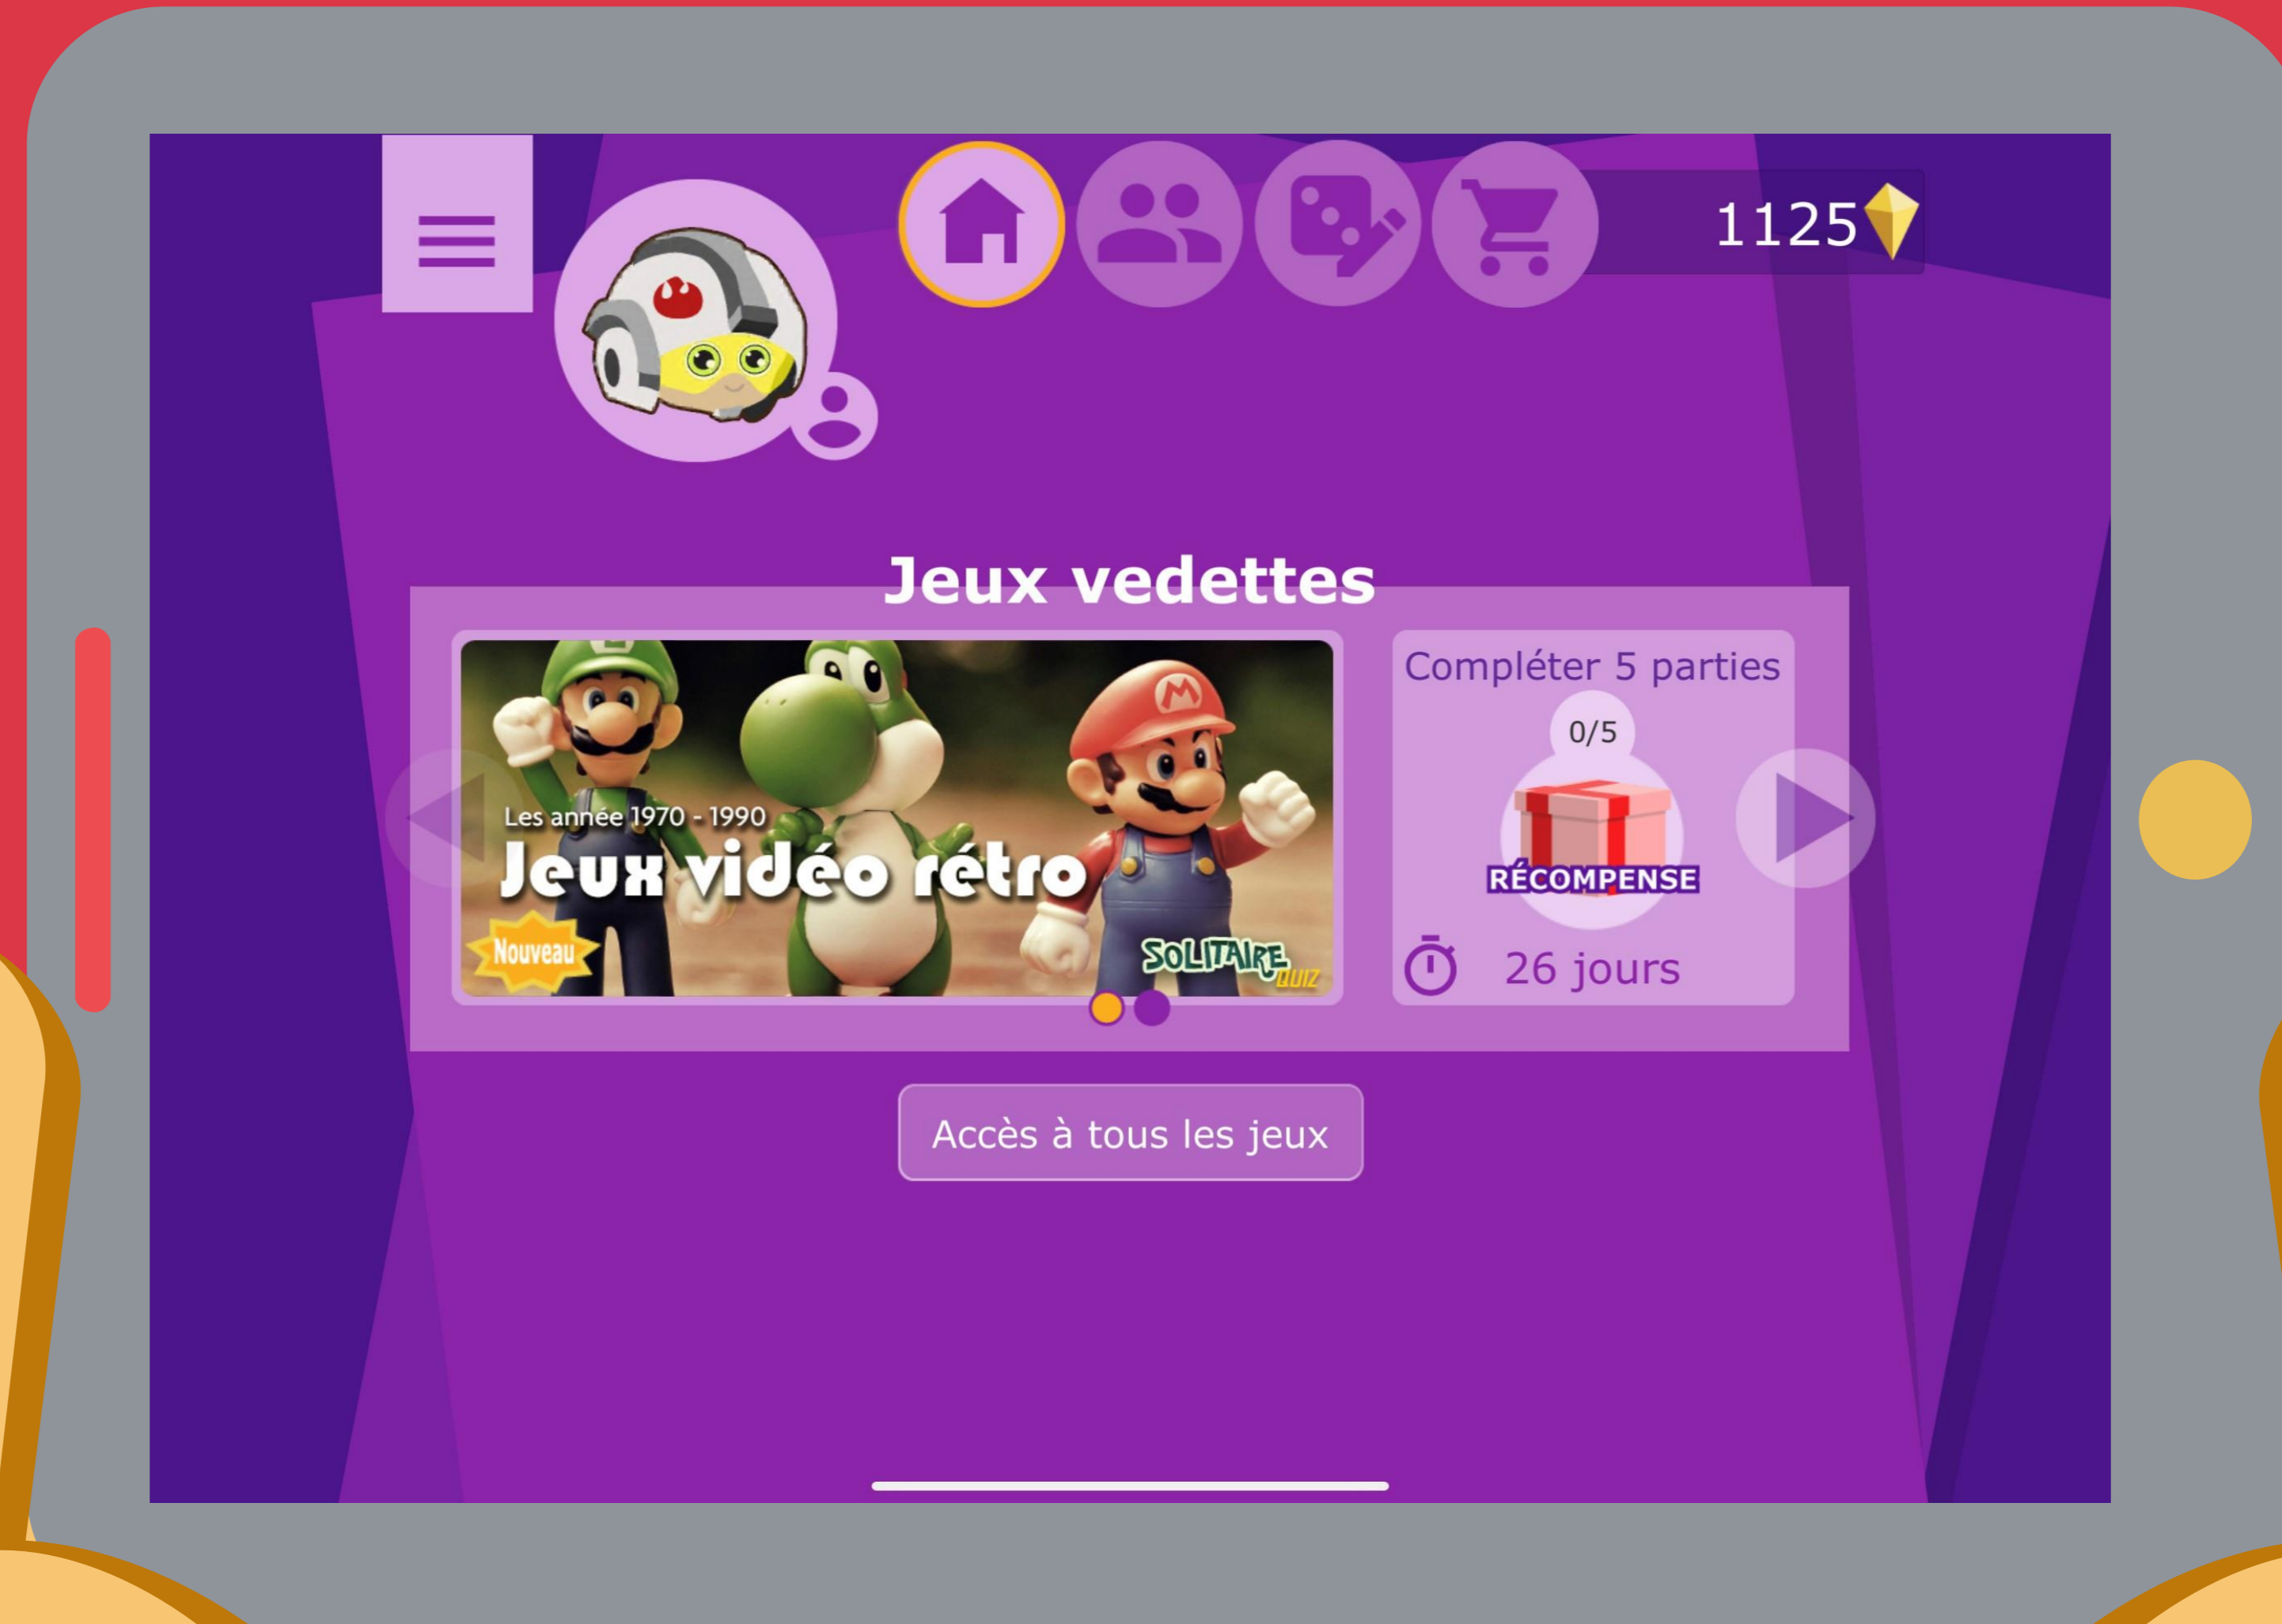 1125
Jeux vedettes
Les année 1970 - 1990
Jeux vidéo rétro
Nouveau
SOLITAIRE
QUIZ
Compléter 5 parties
0/5
RÉCOMPENSE
26 jours
Accès à tous les jeux